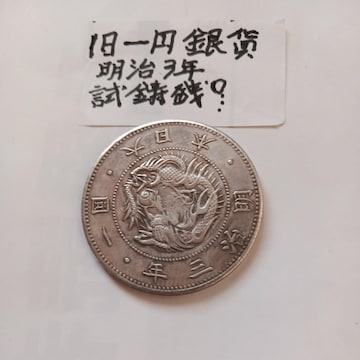 旧一円銀貨
明治3年
試鋳銭?
大日本・明治三年・一圓・